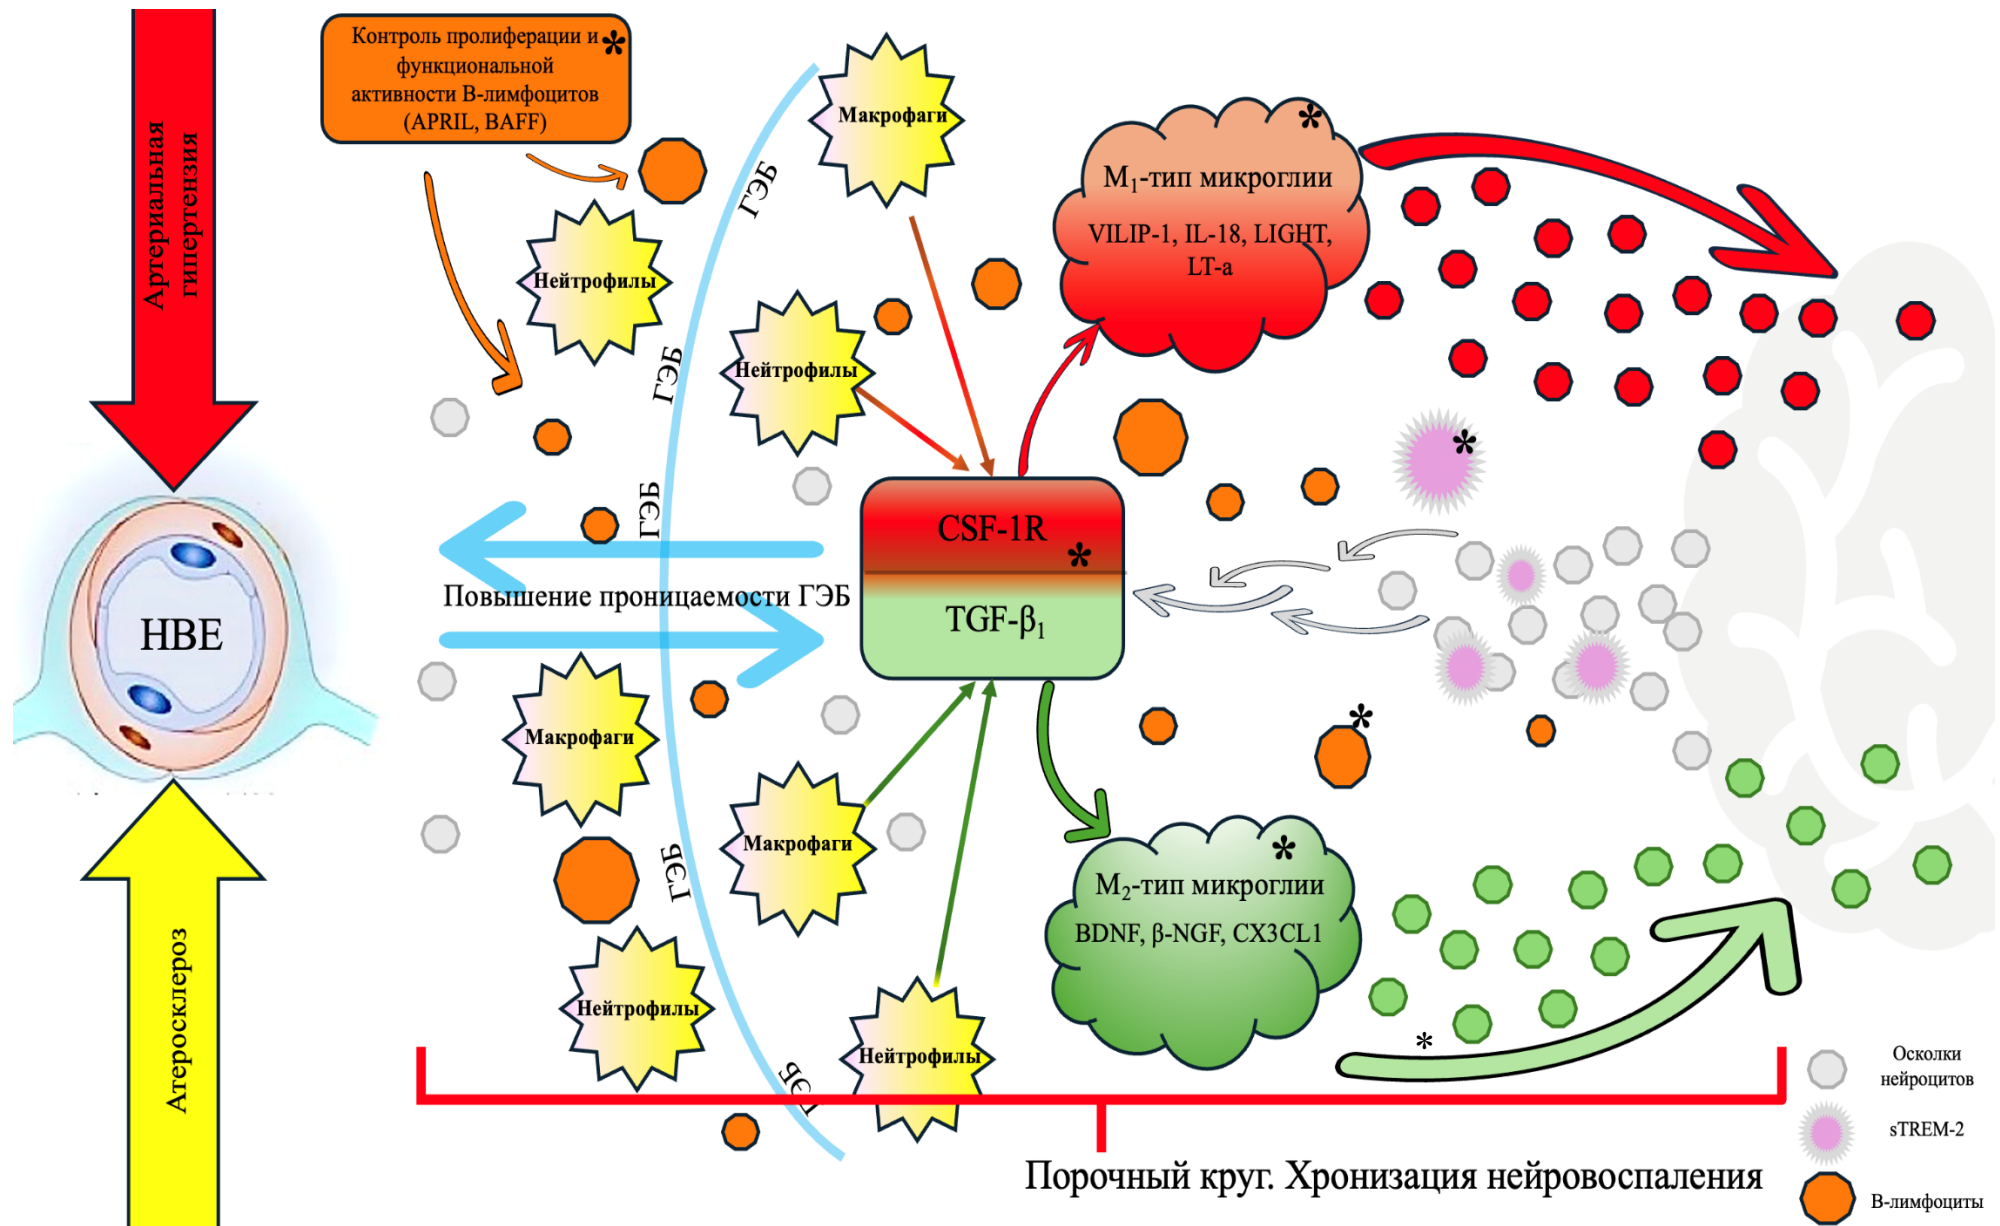 Артериальная
гипертензия
Контроль пролиферации и *
функциональной
активности В-лимфоцитов
(APRIL, BAFF)
Макрофаги
ГЭБ
*
М₁-тип микроглии
VILIP-1, IL-18, LIGHT,
LT-a
Нейтрофилы
ГЭБ
Нейтрофилы
*
ГЭБ
CSF-1R
*
Повышение проницаемости ГЭБ
TGF-β₁
НВЕ
Макрофаги
*
Макрофаги
ГЭБ
*
М₂-тип микроглии
BDNF, β-NGF, CX3CL1
Атеросклероз
Нейтрофилы
Нейтрофилы
ГЭБ
*
Осколки
нейроцитов
sTREM-2
В-лимфоциты
Порочный круг. Хронизация нейровоспаления